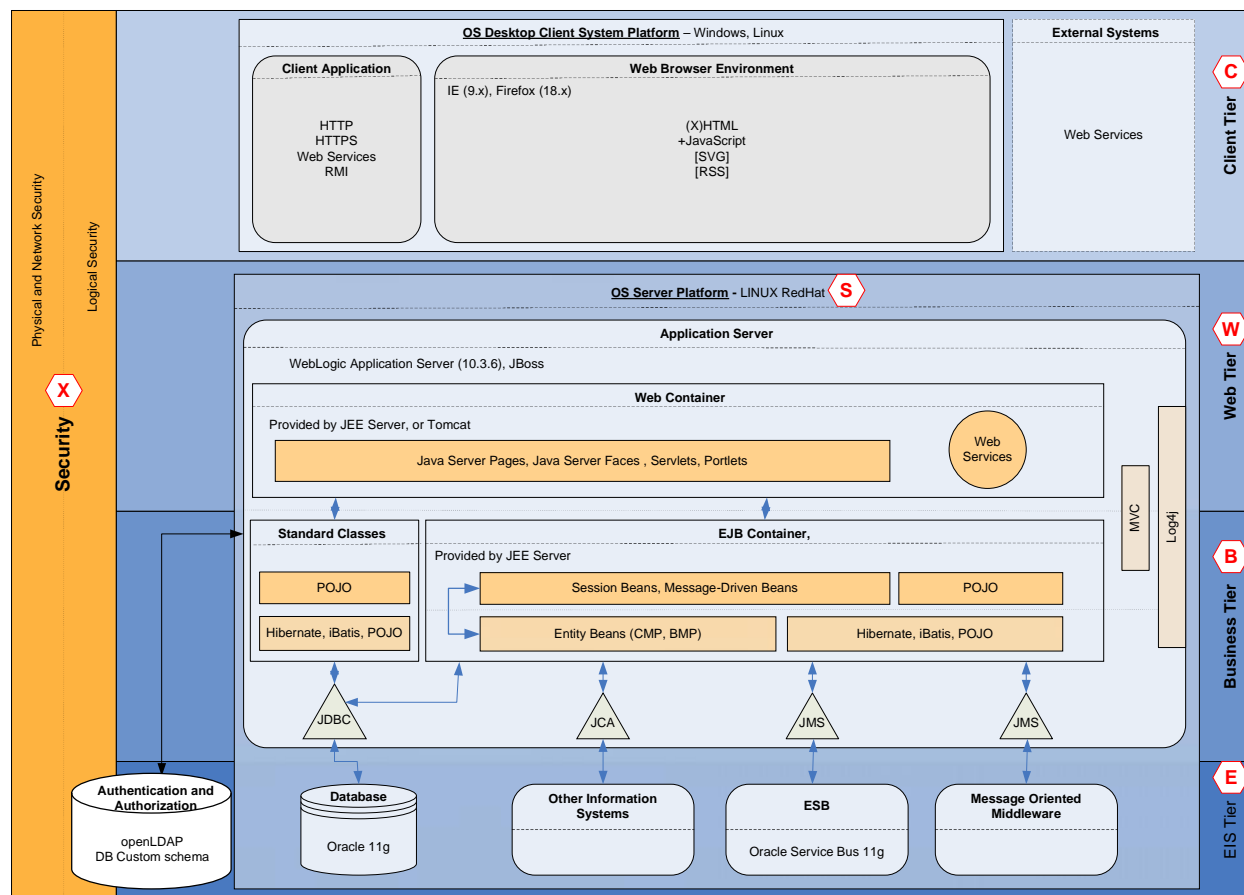 OS Desktop Client System Platform – Windows, Linux
External Systems
Client Application
Web Browser Environment
IE (9.x), Firefox (18.x)
HTTP
HTTPS
Web Services
RMI
(X)HTML
+JavaScript
[SVG]
[RSS]
Web Services
C
Client Tier
Physical and Network Security
Logical Security
X
Security
OS Server Platform - LINUX RedHat
S
Application Server
WebLogic Application Server (10.3.6), JBoss
W
Web Tier
Web Container
Provided by JEE Server, or Tomcat
Java Server Pages, Java Server Faces , Servlets, Portlets
Web
Services
MVC
Log4j
Standard Classes
POJO
Hibernate, iBatis, POJO
EJB Container,
Provided by JEE Server
Session Beans, Message-Driven Beans
POJO
Entity Beans (CMP, BMP)
Hibernate, iBatis, POJO
B
Business Tier
JDBC
JCA
JMS
JMS
Authentication and
Authorization
openLDAP
DB Custom schema
Database
Oracle 11g
Other Information
Systems
ESB
Oracle Service Bus 11g
Message Oriented
Middleware
E
EIS Tier